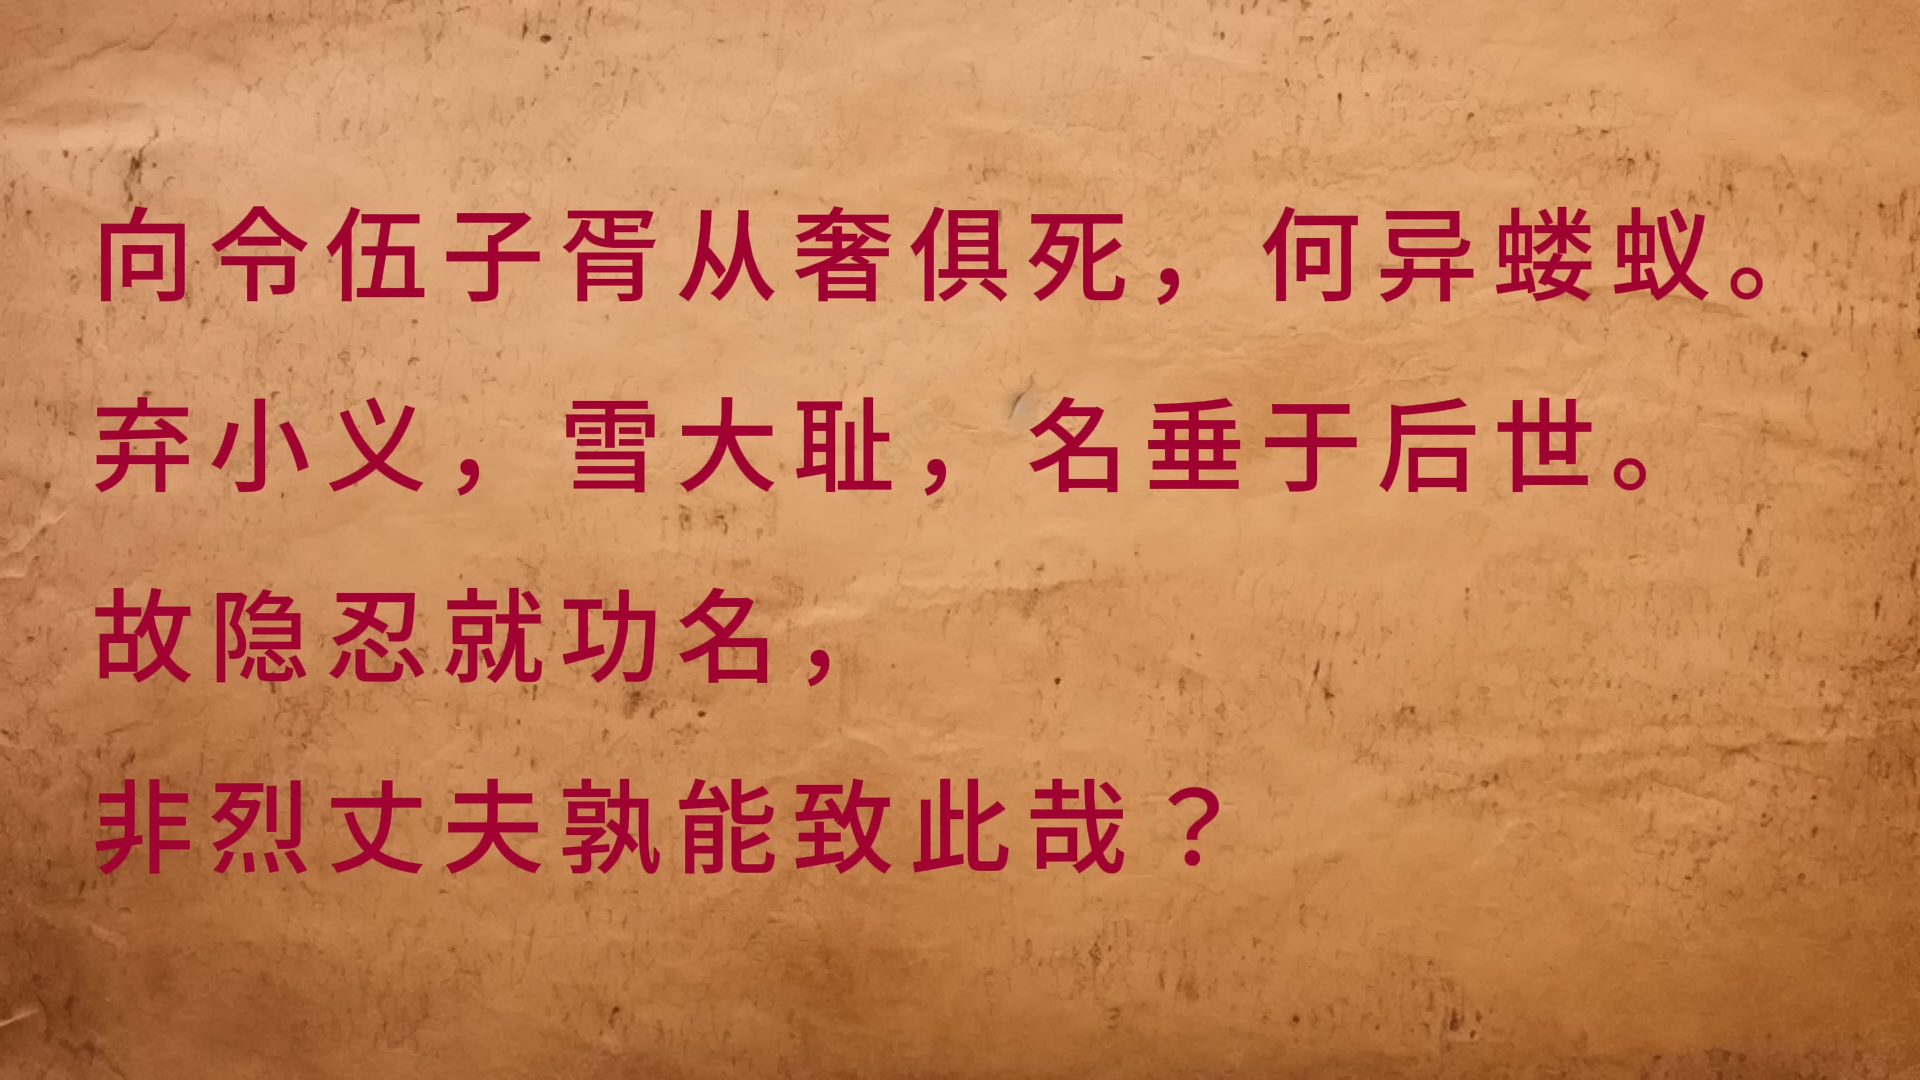 向令伍子胥从奢俱死，何异蝼蚁。
弃小义，雪大耻，名垂于后世。
故隐忍就功名，
非烈丈夫孰能致此哉？